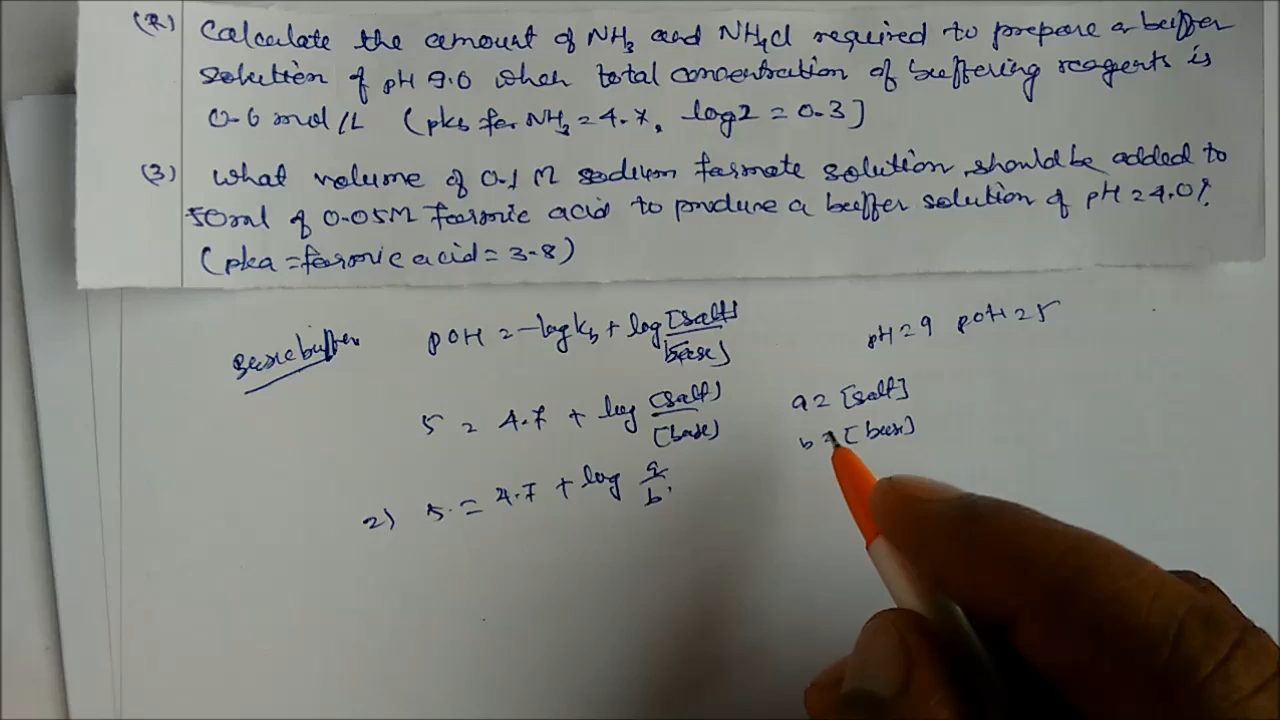 (2) Calculate the amount of NH3 and NH4Cl required to prepare a buffer
solution of pH 9.0 when total concentration of buffering reagents is
0.6 mol/L (pkb for NH3 = 4.7, log2 = 0.3]
(3) what volume of 0.1 M sodium formate solution should be added to
50ml of 0.05M formic acid to produce a buffer solution of pH = 4.0?
(pka = formic acid = 3.8)
Basic buffer
pOH = -log Kb + log [Salt]/[base]
pH = 9 pOH = 5
5 = 4.7 + log [Salt]/[base]
a = [Salt]
b = [base]
2) 5 = 4.7 + log a/b